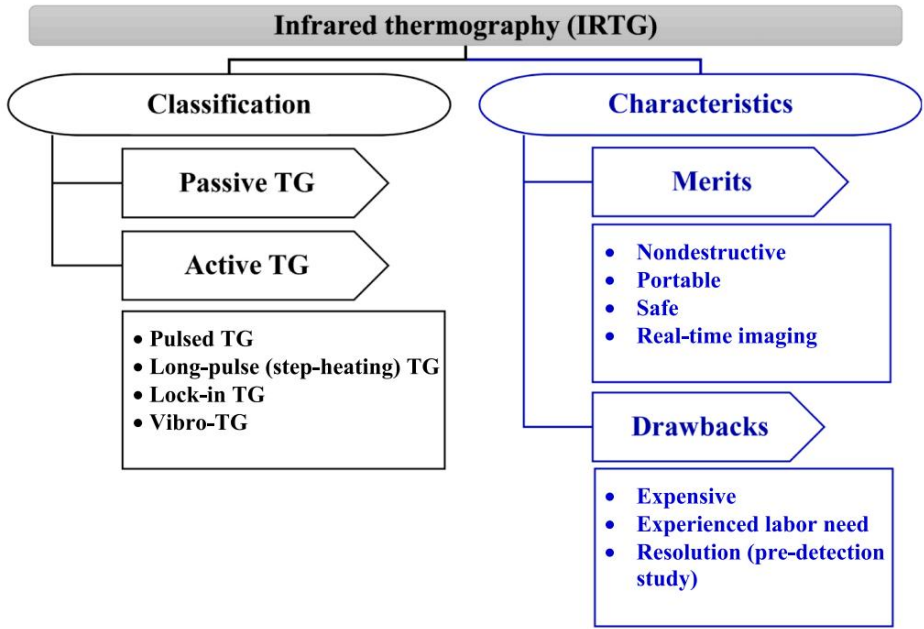 Infrared thermography (IRTG)
Classification
Passive TG
Active TG
• Pulsed TG
• Long-pulse (step-heating) TG
• Lock-in TG
• Vibro-TG
Characteristics
Merits
• Nondestructive
• Portable
• Safe
• Real-time imaging
Drawbacks
• Expensive
• Experienced labor need
• Resolution (pre-detection
study)